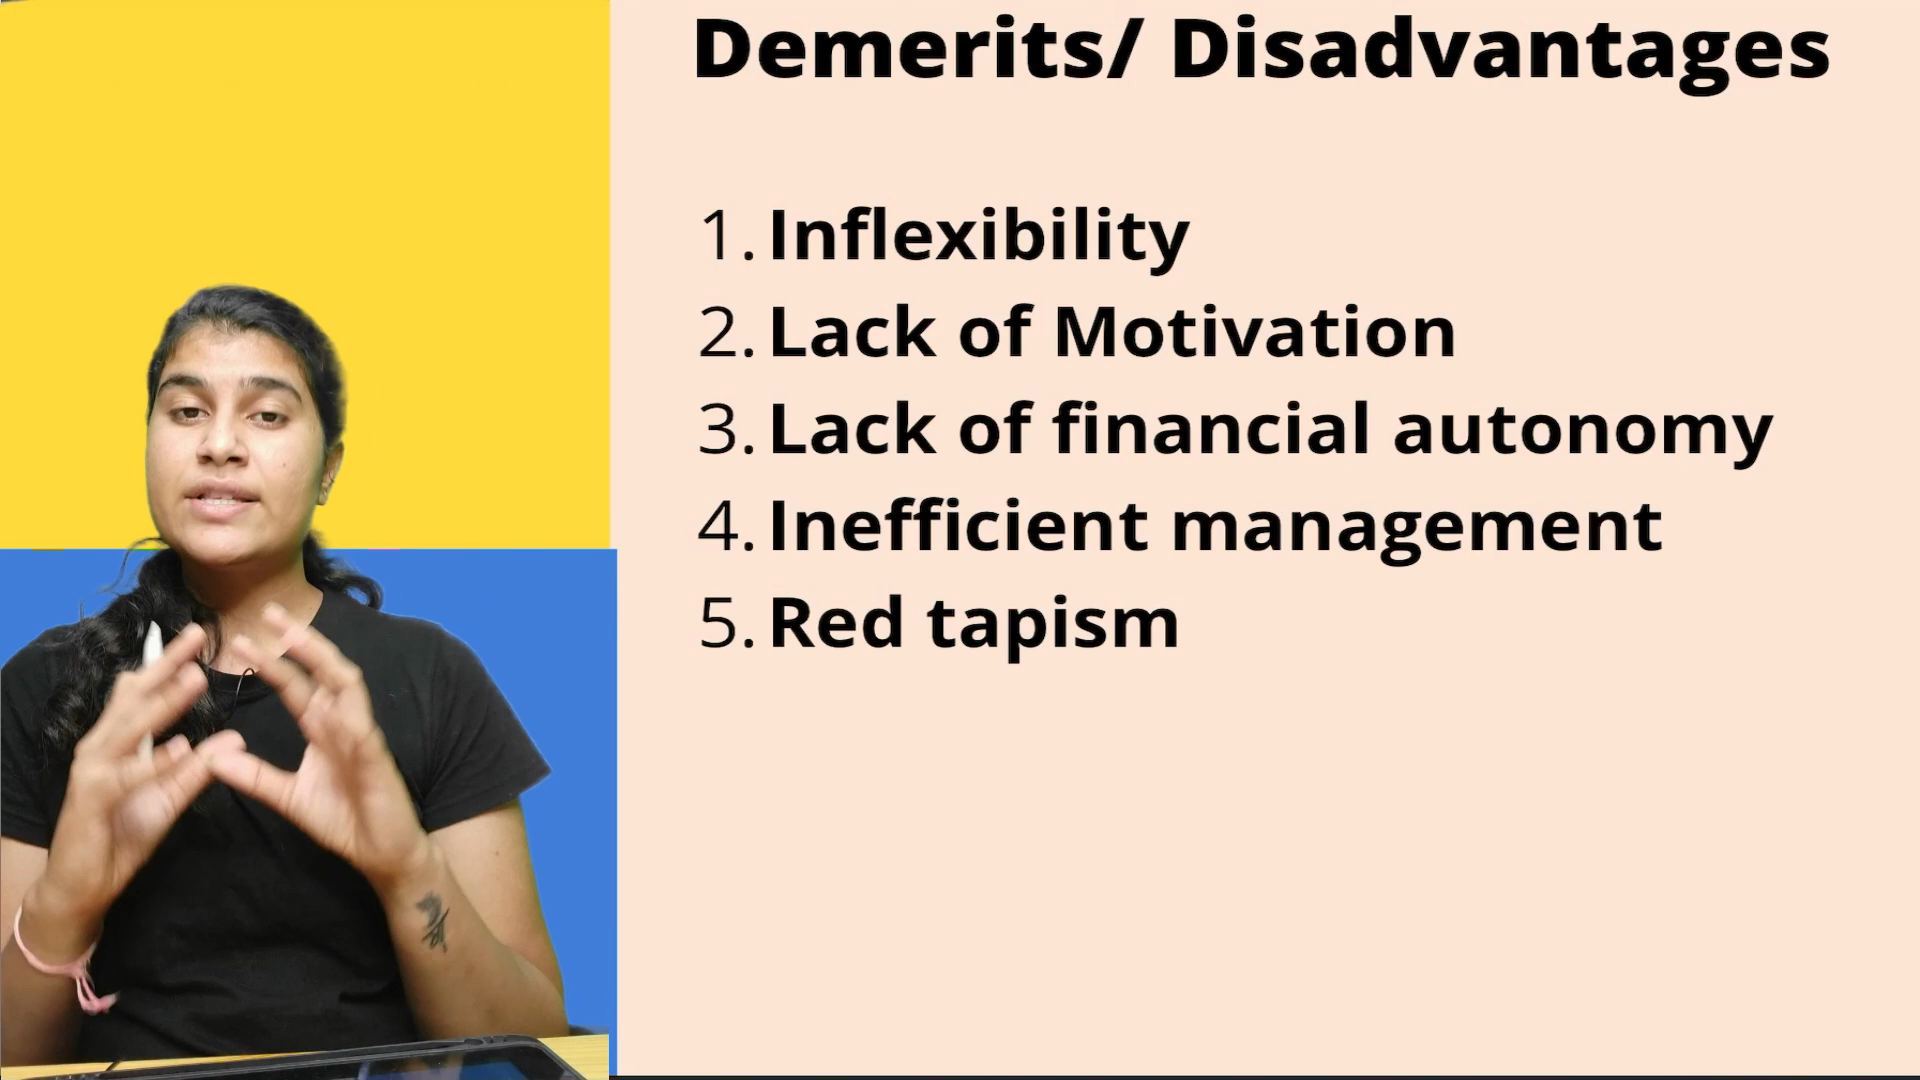 Demerits/ Disadvantages
1. Inflexibility
2. Lack of Motivation
3. Lack of financial autonomy
4. Inefficient management
5. Red tapism